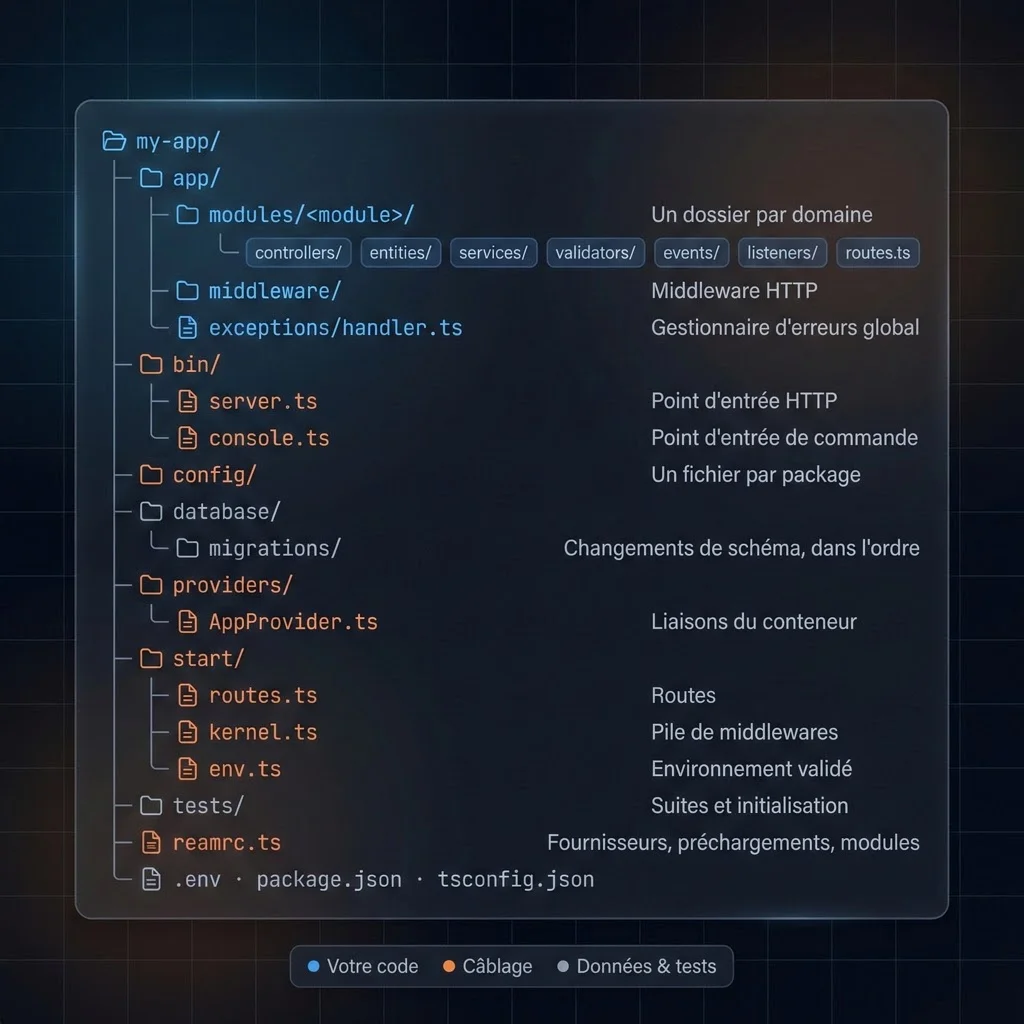 my-app/
app/
modules/<module>/ Un dossier par domaine
controllers/ entities/ services/ validators/ events/ listeners/ routes.ts
middleware/ Middleware HTTP
exceptions/handler.ts Gestionnaire d'erreurs global
bin/
server.ts Point d'entrée HTTP
console.ts Point d'entrée de commande
config/ Un fichier par package
database/
migrations/ Changements de schéma, dans l'ordre
providers/
AppProvider.ts Liaisons du conteneur
start/
routes.ts Routes
kernel.ts Pile de middlewares
env.ts Environnement validé
tests/ Suites et initialisation
reamrc.ts Fournisseurs, préchargements, modules
.env · package.json · tsconfig.json
Votre code Câblage Données & tests